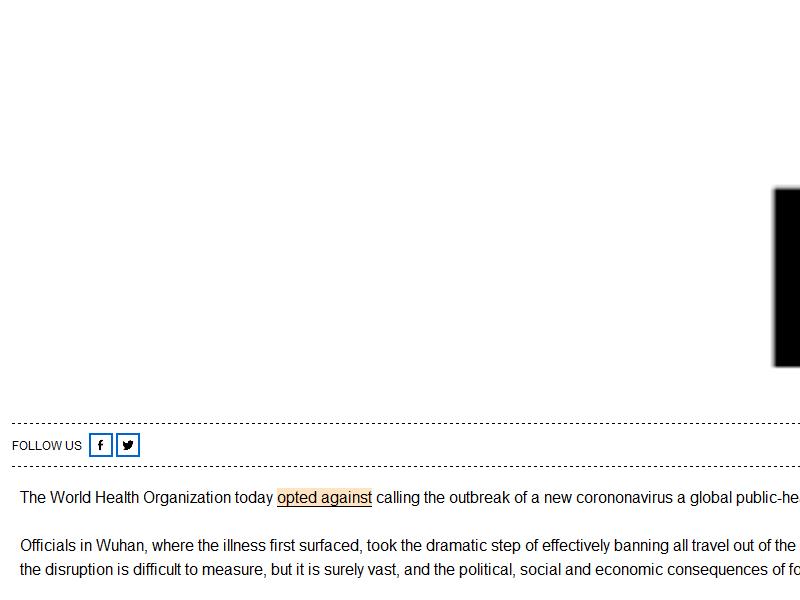 FOLLOW US
The World Health Organization today opted against calling the outbreak of a new corononavirus a global public-he
Officials in Wuhan, where the illness first surfaced, took the dramatic step of effectively banning all travel out of the
the disruption is difficult to measure, but it is surely vast, and the political, social and economic consequences of fo